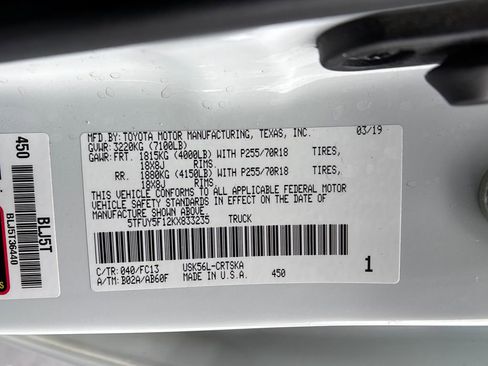 MFD.BY:TOYOTA MOTOR MANUFACTURING, TEXAS, INC. 03/19
GVWR: 3220KG (7100LB)
GAWR:FRT. 1815KG (4000LB) WITH P255/70R18 TIRES,
18X8J RIMS.
RR. 1880KG (4150LB) WITH P255/70R18 TIRES,
18X8J RIMS.
THIS VEHICLE CONFORMS TO ALL APPLICABLE FEDERAL MOTOR
VEHICLE SAFETY STANDARDS IN EFFECT ON THE DATE OF
MANUFACTURE SHOWN ABOVE.
5TFUY5F12KX833235 TRUCK
C/TR: 040/FC13 USK56L-CRTSKA
A/TM: B02A/AB60F MADE IN U.S.A. 450
1
450
BLJ5T
BLJ5T36440